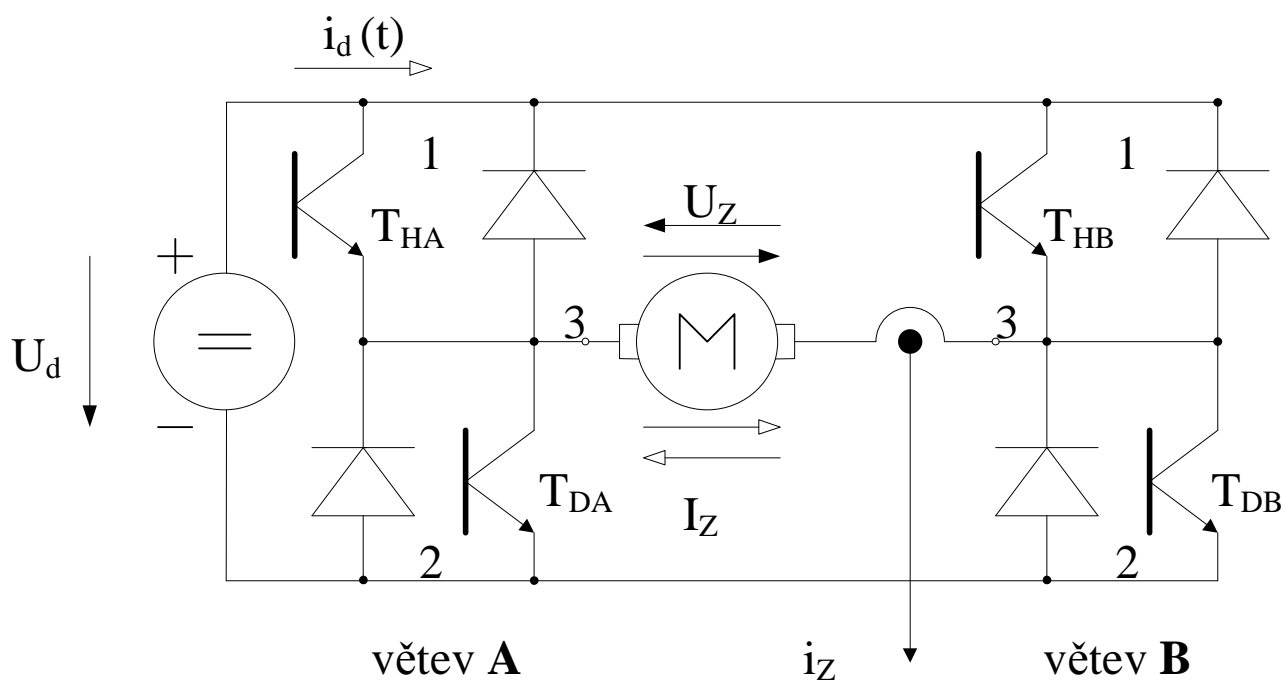 i_d (t)
1
1
U_Z
T_HA
T_HB
+
=
U_d
−
3
M
3
T_DA
I_Z
T_DB
2
2
větev A
i_Z
větev B